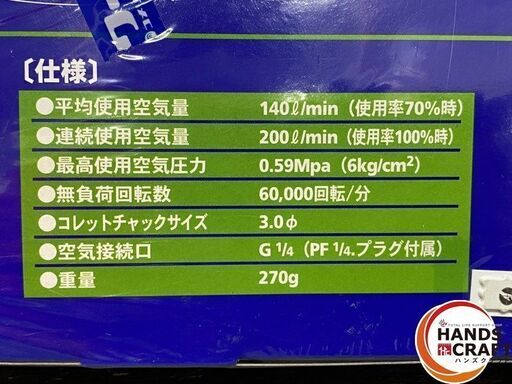 〔仕様〕
●平均使用空気量 140ℓ/min（使用率70%時）
●連続使用空気量 200ℓ/min（使用率100%時）
●最高使用空気圧力 0.59Mpa（6kg/cm²）
●無負荷回転数 60,000回転/分
●コレットチャックサイズ 3.0φ
●空気接続口 G 1/4（PF 1/4.プラグ付属）
●重量 270g
TOTAL LIFE SUPPORT SHOP
HANDS
CRAFT
ハンズクラフト